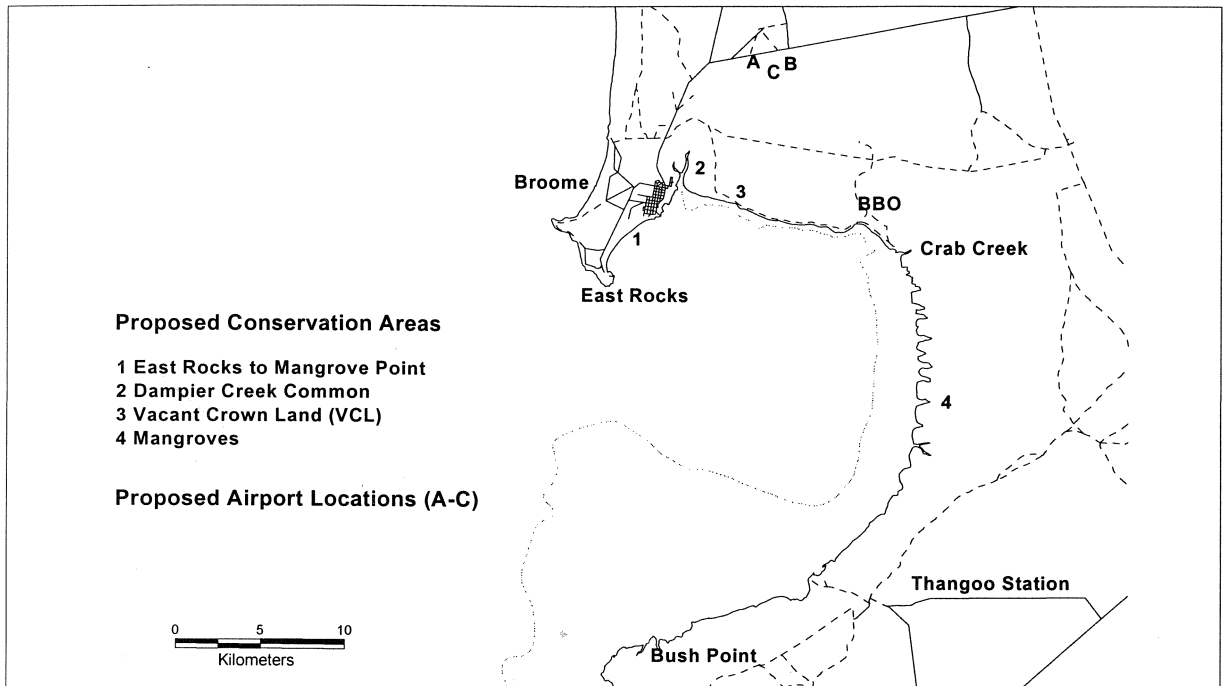 A
C
B
2
Broome
3
BBO
1
Crab Creek
East Rocks
Proposed Conservation Areas
1 East Rocks to Mangrove Point
2 Dampier Creek Common
3 Vacant Crown Land (VCL)
4 Mangroves
4
Proposed Airport Locations (A-C)
Thangoo Station
0 5 10
Kilometers
Bush Point